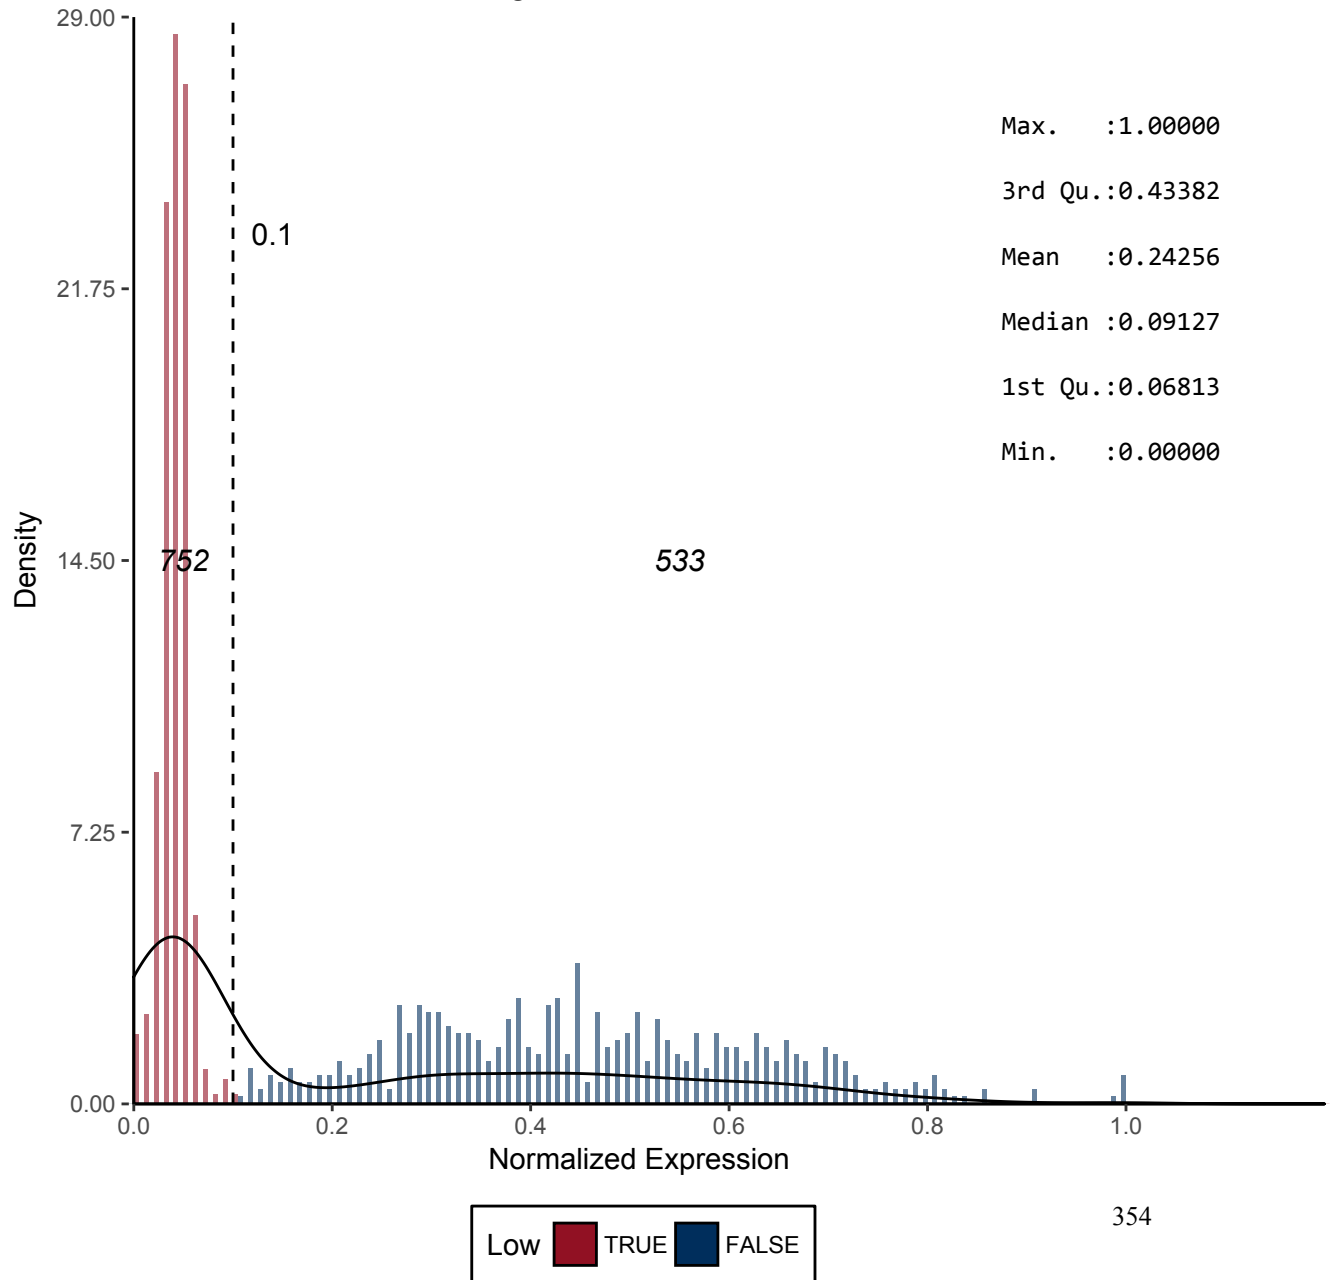 29.00
21.75
14.50
7.25
0.00
Density
0.1
752
533
Max. :1.00000
3rd Qu.:0.43382
Mean :0.24256
Median :0.09127
1st Qu.:0.06813
Min. :0.00000
0.0 0.2 0.4 0.6 0.8 1.0
Normalized Expression
354
Low TRUE FALSE